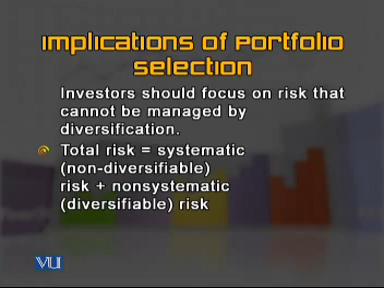 Implications of Portfolio
Selection
Investors should focus on risk that
cannot be managed by
diversification.
Total risk = systematic
(non-diversifiable)
risk + nonsystematic
(diversifiable) risk
VU